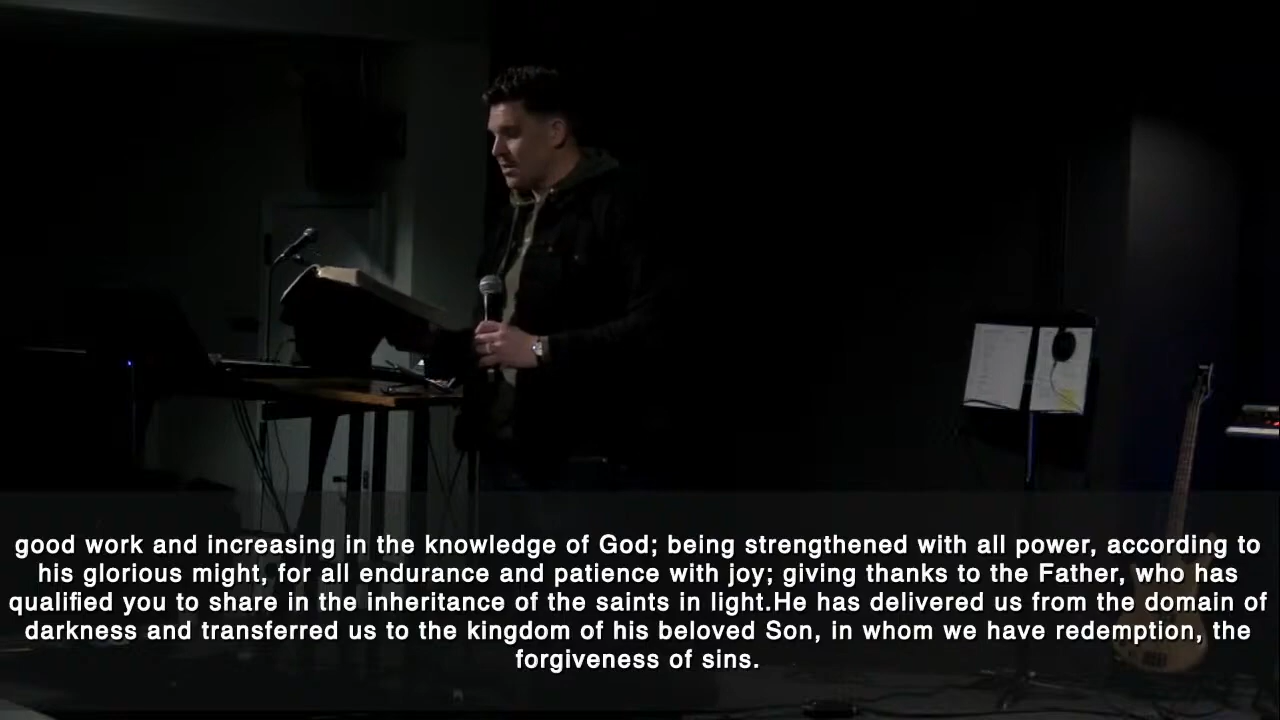 good work and increasing in the knowledge of God; being strengthened with all power, according to
his glorious might, for all endurance and patience with joy; giving thanks to the Father, who has
qualified you to share in the inheritance of the saints in light.He has delivered us from the domain of
darkness and transferred us to the kingdom of his beloved Son, in whom we have redemption, the
forgiveness of sins.